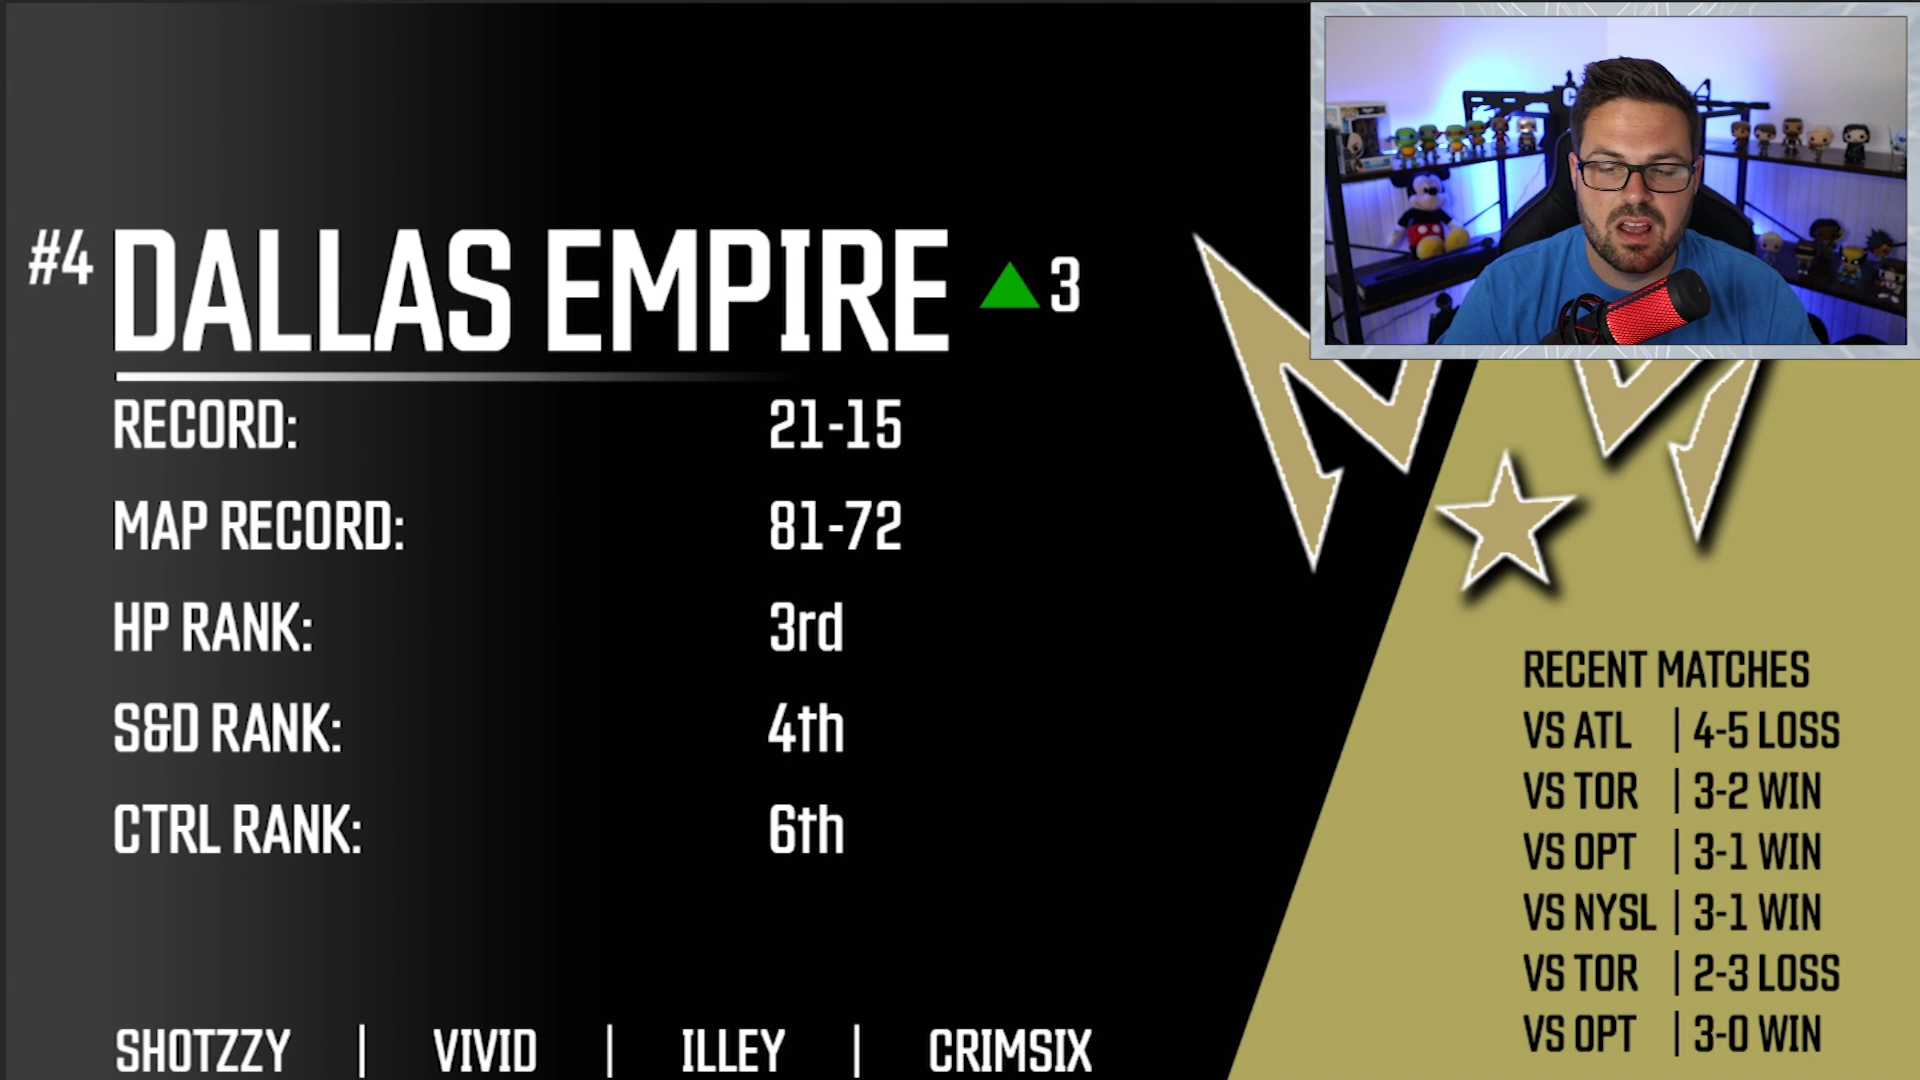 #4 DALLAS EMPIRE 3
RECORD: 21-15
MAP RECORD: 81-72
HP RANK: 3rd
S&D RANK: 4th
CTRL RANK: 6th
SHOTZZY | VIVID | ILLEY | CRIMSIX
RECENT MATCHES
VS ATL | 4-5 LOSS
VS TOR | 3-2 WIN
VS OPT | 3-1 WIN
VS NYSL | 3-1 WIN
VS TOR | 2-3 LOSS
VS OPT | 3-0 WIN